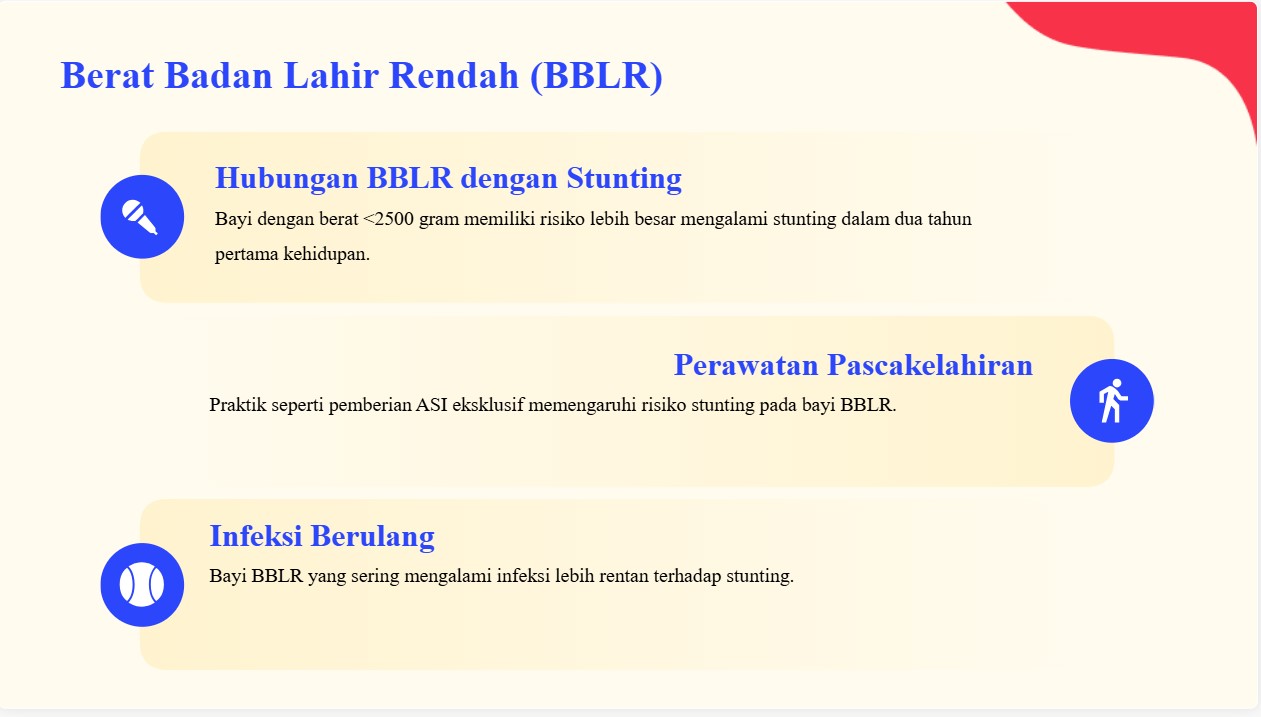 Berat Badan Lahir Rendah (BBLR)
Hubungan BBLR dengan Stunting
Bayi dengan berat <2500 gram memiliki risiko lebih besar mengalami stunting dalam dua tahun
pertama kehidupan.
Perawatan Pascakelahiran
Praktik seperti pemberian ASI eksklusif memengaruhi risiko stunting pada bayi BBLR.
Infeksi Berulang
Bayi BBLR yang sering mengalami infeksi lebih rentan terhadap stunting.